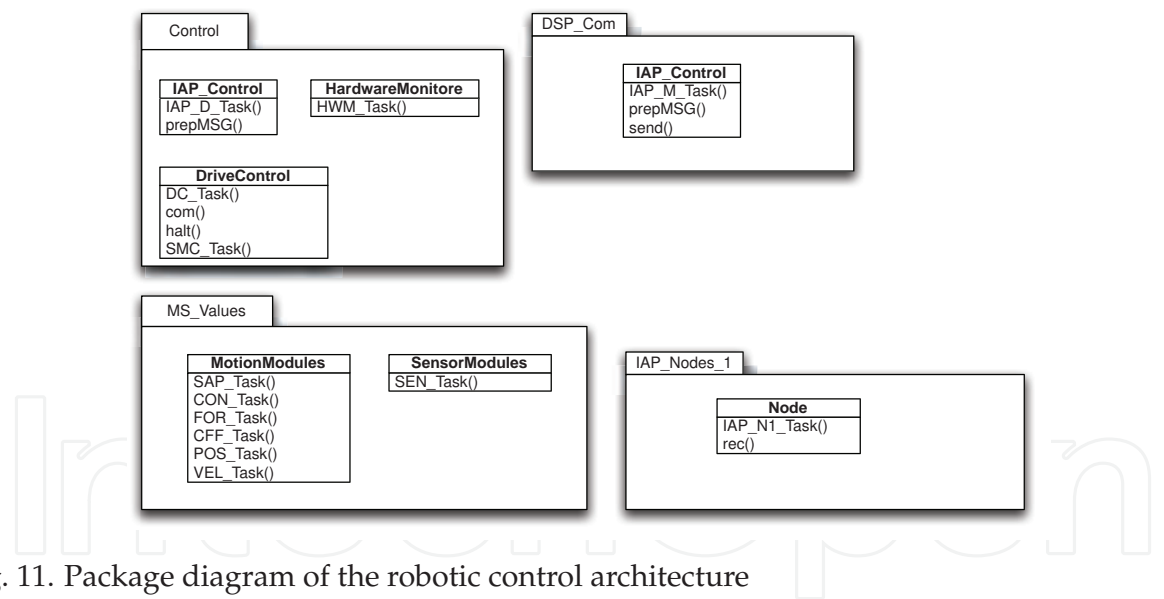 Control
IAP_Control
IAP_D_Task()
prepMSG()
HardwareMonitore
HWM_Task()
DriveControl
DC_Task()
com()
halt()
SMC_Task()
DSP_Com
IAP_Control
IAP_M_Task()
prepMSG()
send()
MS_Values
MotionModules
SAP_Task()
CON_Task()
FOR_Task()
CFF_Task()
POS_Task()
VEL_Task()
SensorModules
SEN_Task()
IAP_Nodes_1
Node
IAP_N1_Task()
rec()
. 11. Package diagram of the robotic control architecture